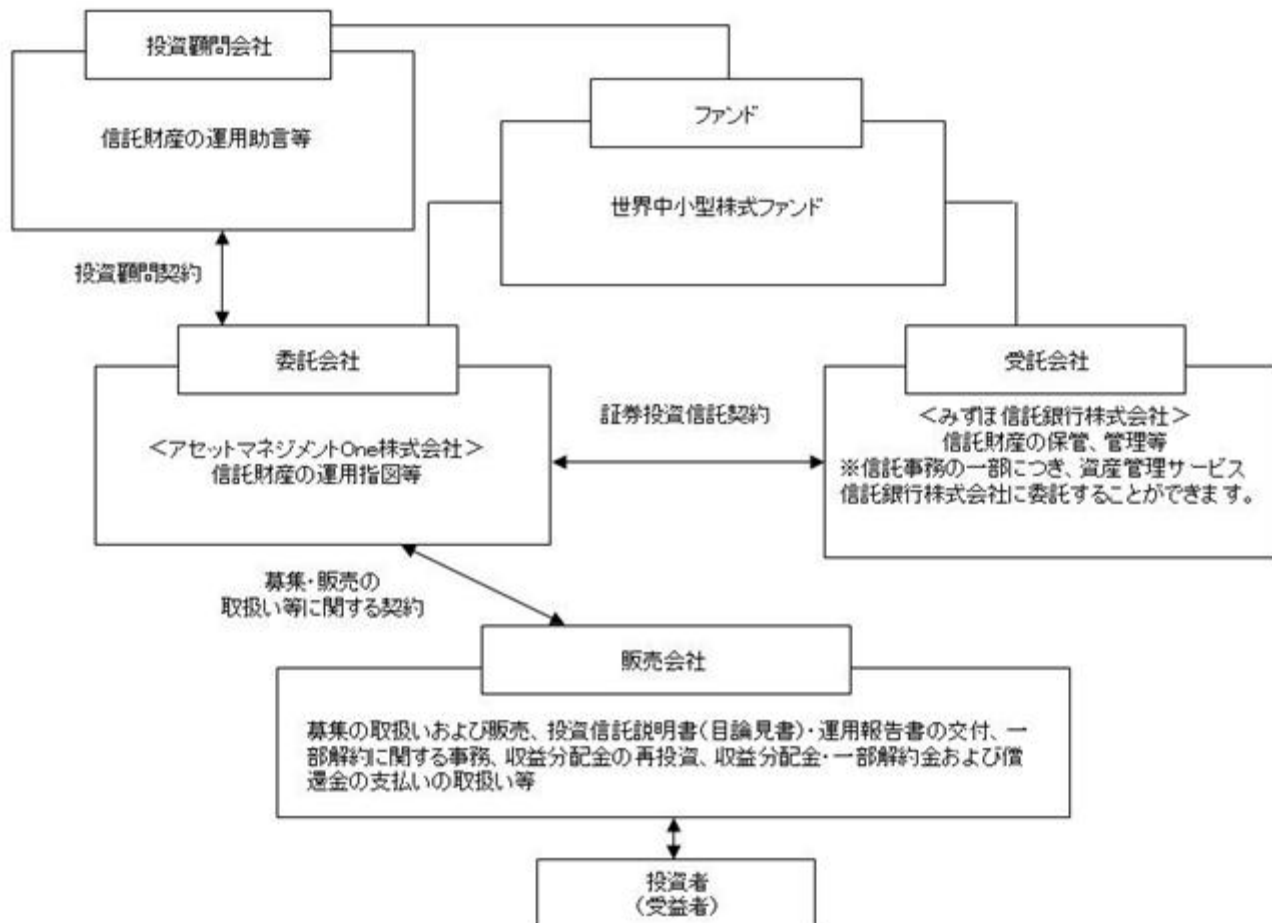 投資顧問会社
信託財産の運用助言等
ファンド
世界中小型株式ファンド
投資顧問契約
委託会社
<アセットマネジメントOne株式会社>
信託財産の運用指図等
証券投資信託契約
受託会社
<みずほ信託銀行株式会社>
信託財産の保管、管理等
※信託事務の一部につき、資産管理サービス
信託銀行株式会社に委託することができます。
募集・販売の
取扱い等に関する契約
販売会社
募集の取扱いおよび販売、投資信託説明書(目論見書)・運用報告書の交付、一
部解約に関する事務、収益分配金の再投資、収益分配金・一部解約金および償
還金の支払いの取扱い等
投資者
(受益者)